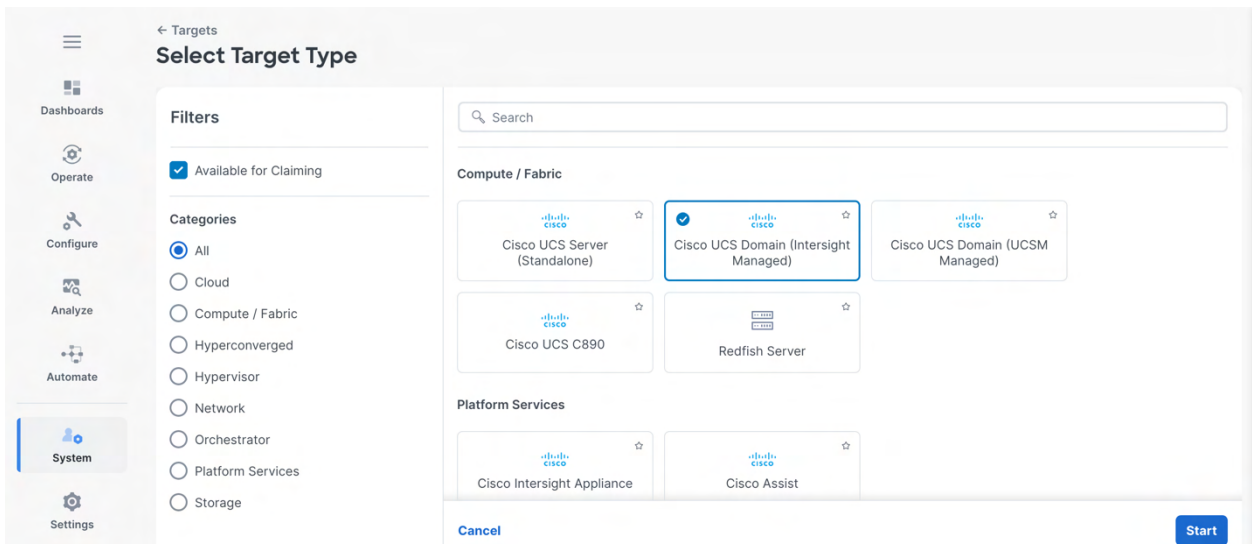 ← Targets
Select Target Type
Dashboards
Operate
Configure
Analyze
Automate
System
Settings
Filters
Available for Claiming
Categories
All
Cloud
Compute / Fabric
Hyperconverged
Hypervisor
Network
Orchestrator
Platform Services
Storage
Search
Compute / Fabric
CISCO
Cisco UCS Server
(Standalone)
CISCO
Cisco UCS Domain (Intersight
Managed)
CISCO
Cisco UCS Domain (UCSM
Managed)
CISCO
Cisco UCS C890
Redfish Server
Platform Services
CISCO
Cisco Intersight Appliance
CISCO
Cisco Assist
Cancel
Start